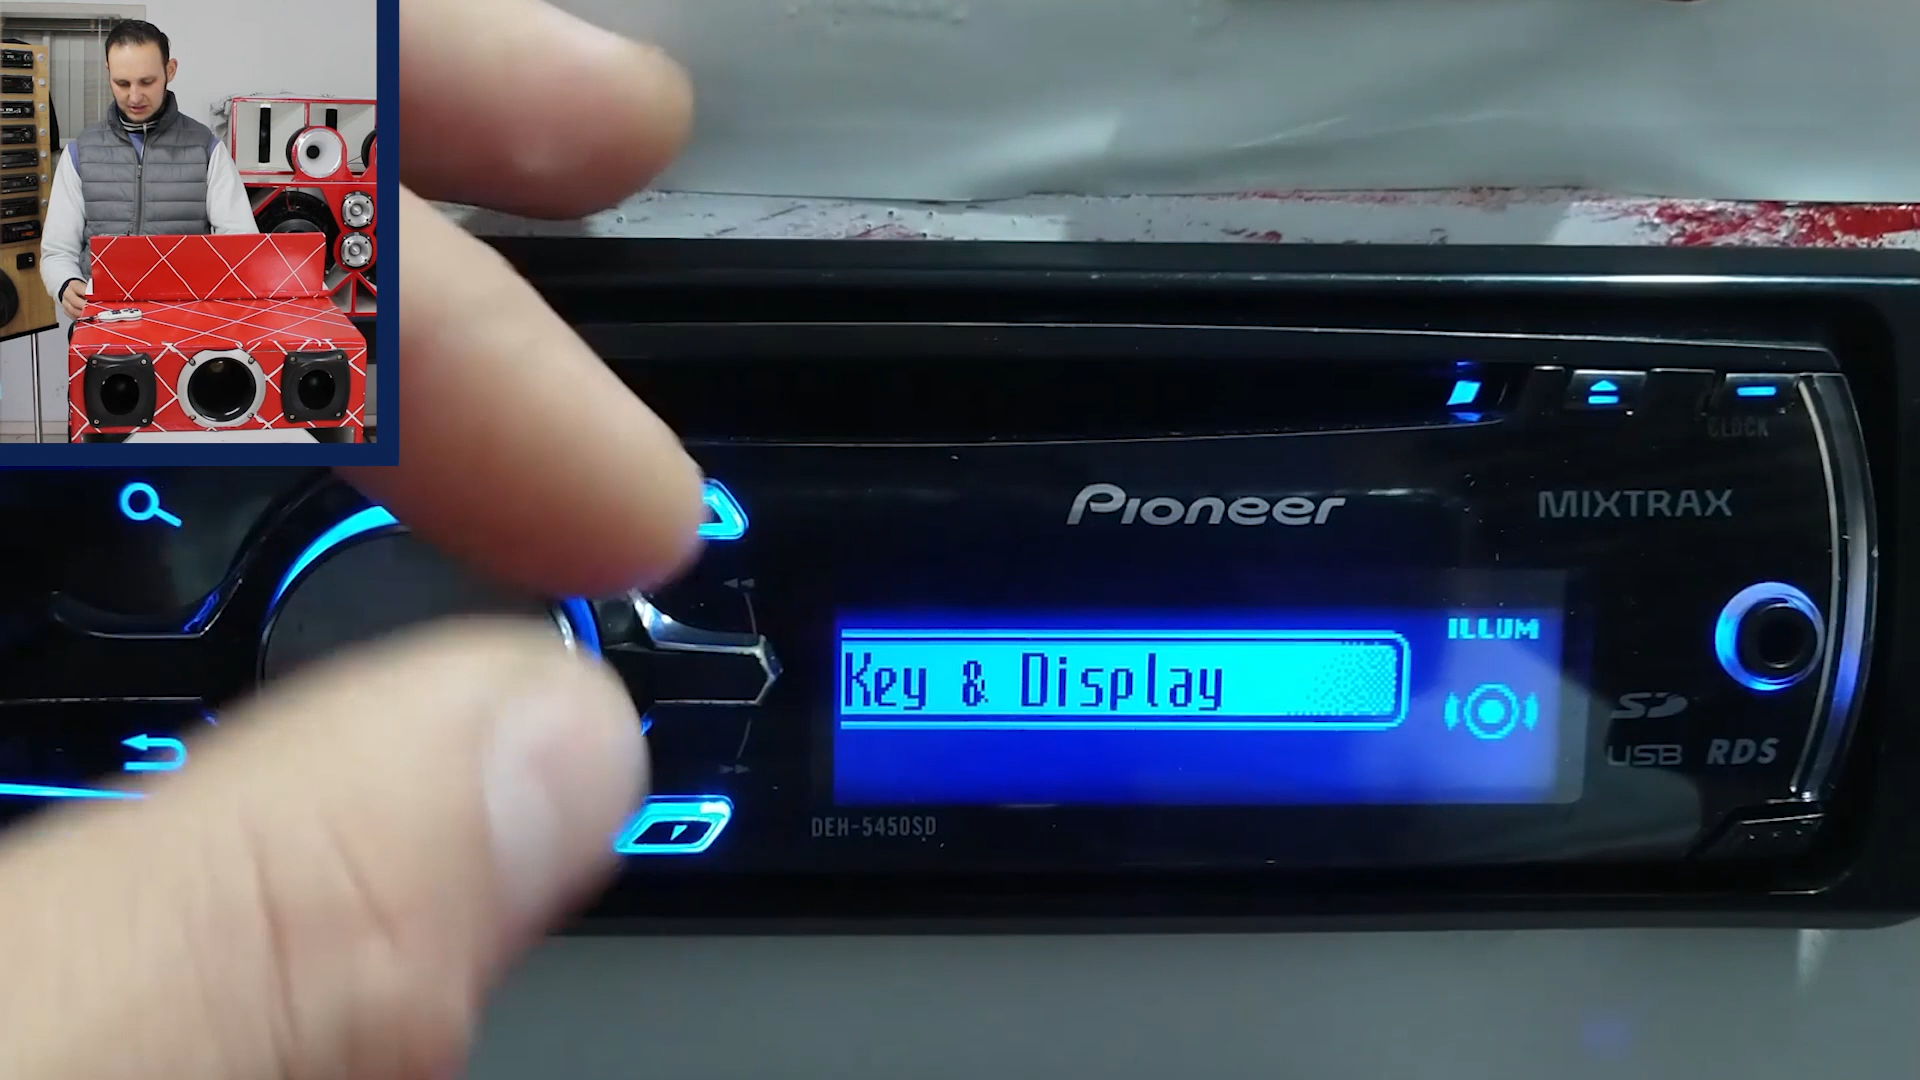 CLOCK
Pioneer
MIXTRAX
ILLUM
Key & Display
SD
USB RDS
DEH-5450SD